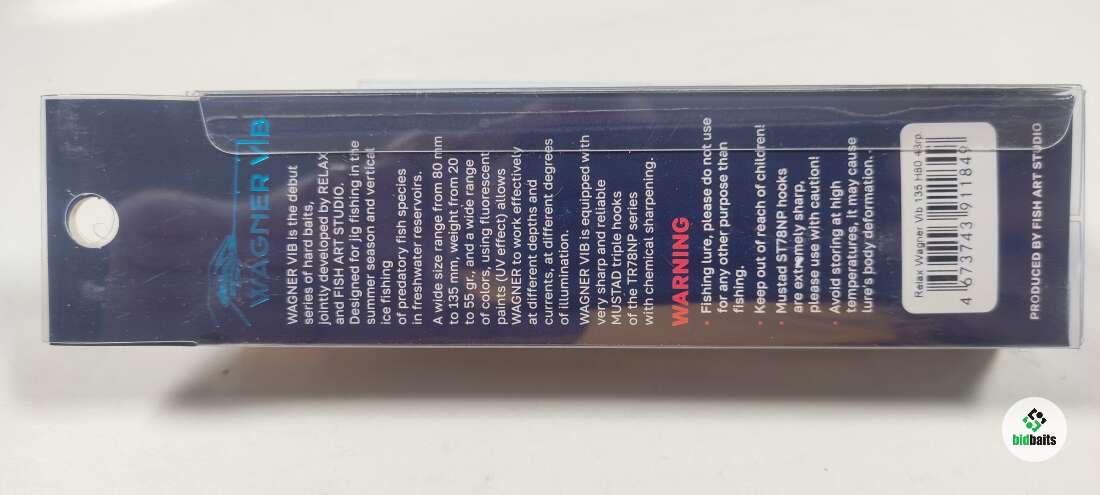 WAGNER VIB
WAGNER VIB is the debut
series of hard baits,
jointly developed by RELAX
and FISH ART STUDIO.
Designed for jig fishing in the
summer season and vertical
ice fishing
of predatory fish species
in freshwater reservoirs.
A wide size range from 80 mm
to 135 mm, weight from 20
to 55 gr., and a wide range
of colors, using fluorescent
paints (UV effect) allows
WAGNER to work effectively
at different depths and
currents, at different degrees
of illumination.
WAGNER VIB is equipped with
very sharp and reliable
MUSTAD triple hooks
of the TR78NP series
with chemical sharpening.
WARNING
• Fishing lure, please do not use
for any other purpose than
fishing.
• Keep out of reach of children!
• Mustad ST78NP hooks
are extremely sharp,
please use with caution!
• Avoid storing at high
temperatures, it may cause
lure's body deformation.
Relax Wagner Vib 135 H80 43гр.
4 673743 911849
PRODUCED BY FISH ART STUDIO
bidbaits